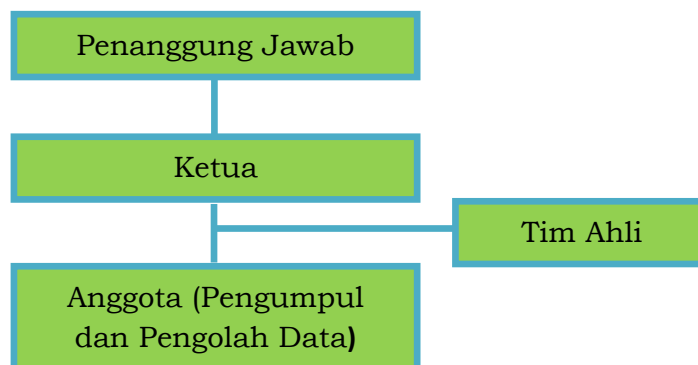 Penanggung Jawab
Ketua
Tim Ahli
Anggota (Pengumpul
dan Pengolah Data)